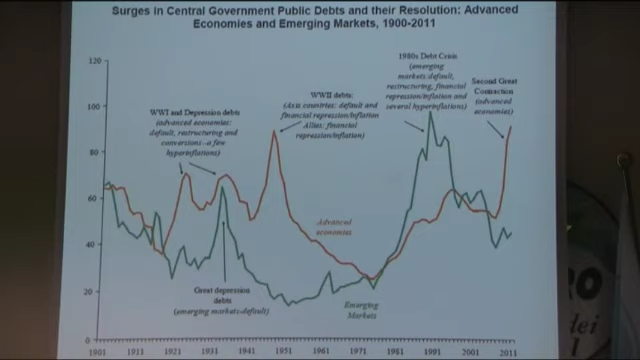 Surges in Central Government Public Debts and their Resolution: Advanced
Economies and Emerging Markets, 1900-2011
120
100
80
60
40
20
0
1901 1911 1921 1931 1941 1951 1961 1971 1981 1991 2001 2011
WWI and Depression debts
(advanced economies:
default, restructuring and
conversions--a few
hyperinflations)
WWII debts:
(Axis countries: default and
financial repression/inflation
Allies: financial
repression/inflation)
1980s Debt Crisis
(emerging
markets:default,
restructuring, financial
repression/inflation and
several hyperinflations)
Second Great
Contraction
(advanced
economies)
Advanced
economies
Great depression
debts
(emerging markets-default)
Emerging
Markets
RO
dei